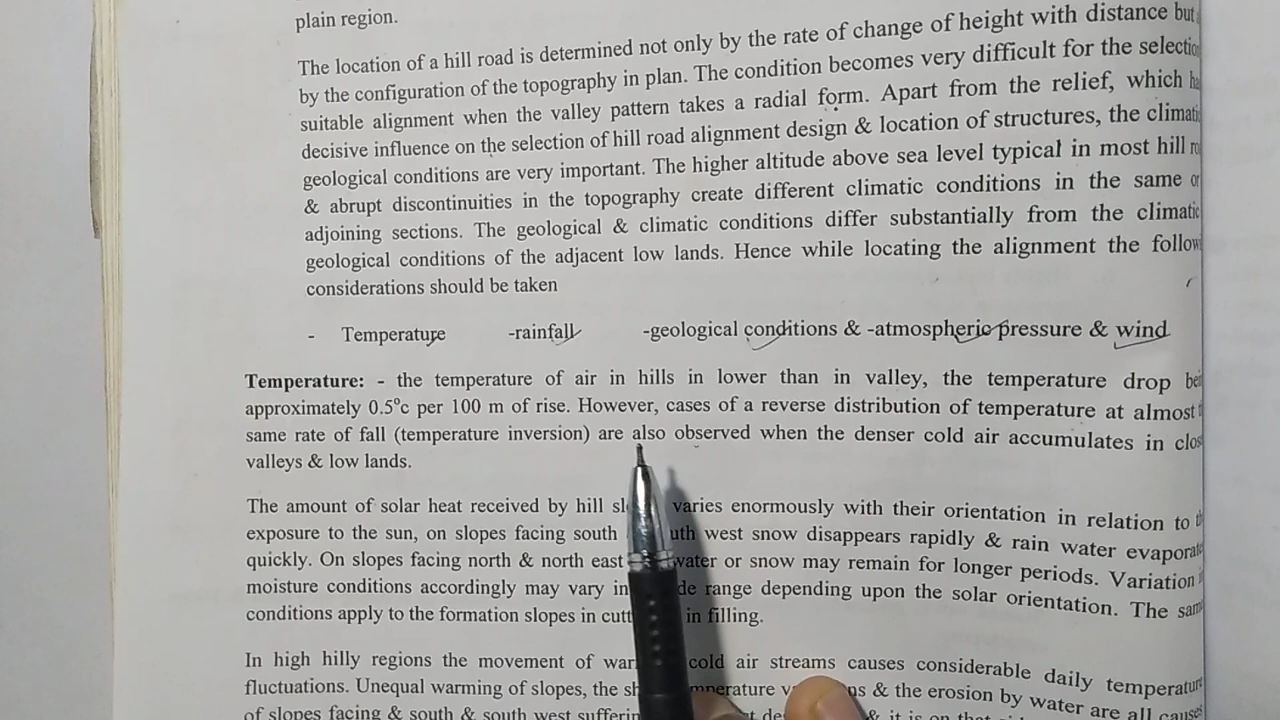 plain region.
The location of a hill road is determined not only by the rate of change of height with distance but
by the configuration of the topography in plan. The condition becomes very difficult for the
suitable alignment when the valley pattern takes a radial form. Apart from the relief, which
decisive influence on the selection of hill road alignment design & location of structures, the
geological conditions are very important. The higher altitude above sea level typical in most hill
& abrupt discontinuities in the topography create different climatic conditions in the same or
adjoining sections. The geological & climatic conditions differ substantially from the climatic
geological conditions of the adjacent low lands. Hence while locating the alignment the
considerations should be taken
- Temperature -rainfall -geological conditions & -atmospheric pressure & wind
Temperature: - the temperature of air in hills in lower than in valley, the temperature drop
approximately 0.5°c per 100 m of rise. However, cases of a reverse distribution of temperature at almost
same rate of fall (temperature inversion) are also observed when the denser cold air accumulates in
valleys & low lands.
The amount of solar heat received by hill varies enormously with their orientation in relation to
exposure to the sun, on slopes facing south west snow disappears rapidly & rain water
quickly. On slopes facing north & north east water or snow may remain for longer periods. Variation
moisture conditions accordingly may vary in range depending upon the solar orientation. The
conditions apply to the formation slopes in in filling.
In high hilly regions the movement of cold air streams causes considerable daily
fluctuations. Unequal warming of slopes, the & the erosion by water are all
of slopes facing & south & south west & it is on that